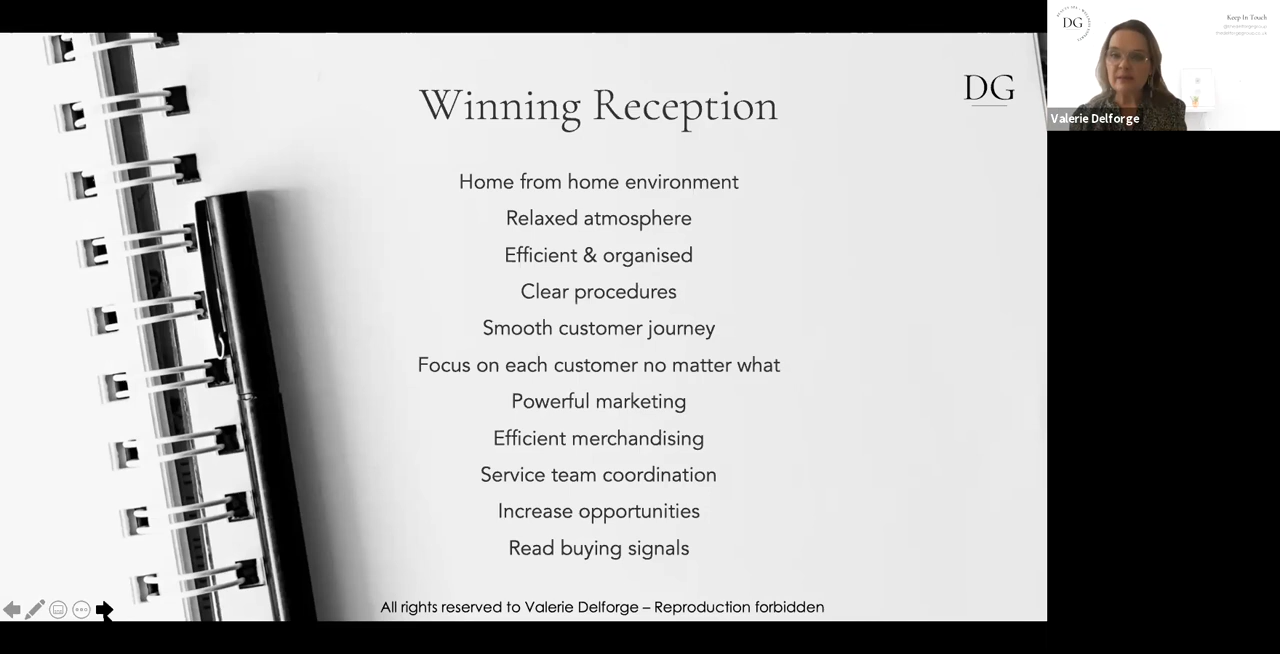 Winning Reception
DG
Home from home environment
Relaxed atmosphere
Efficient & organised
Clear procedures
Smooth customer journey
Focus on each customer no matter what
Powerful marketing
Efficient merchandising
Service team coordination
Increase opportunities
Read buying signals
All rights reserved to Valerie Delforge – Reproduction forbidden
DG
Keep In Touch
Valerie Delforge